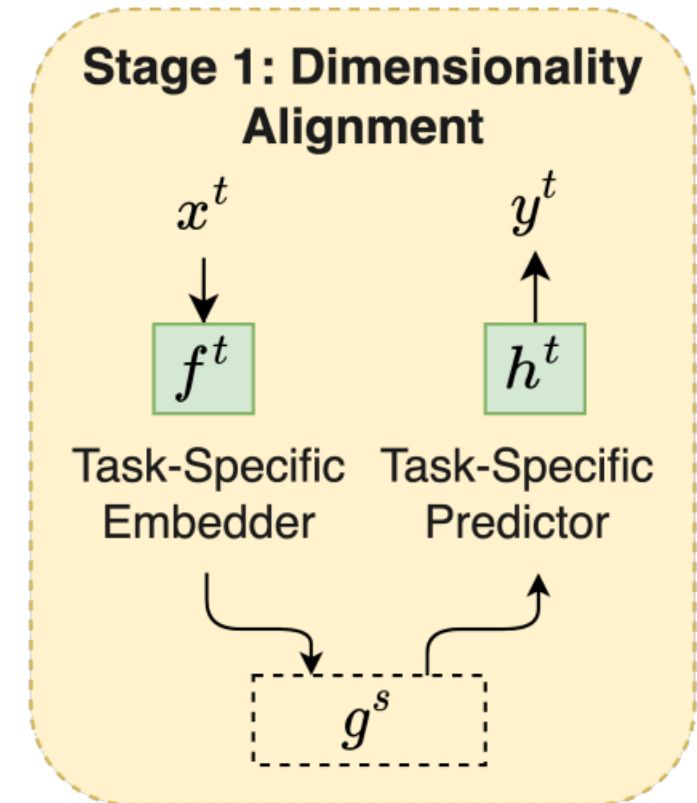 Stage 1: Dimensionality
Alignment
x^t
y^t
f^t
h^t
Task-Specific
Embedder
Task-Specific
Predictor
g^s